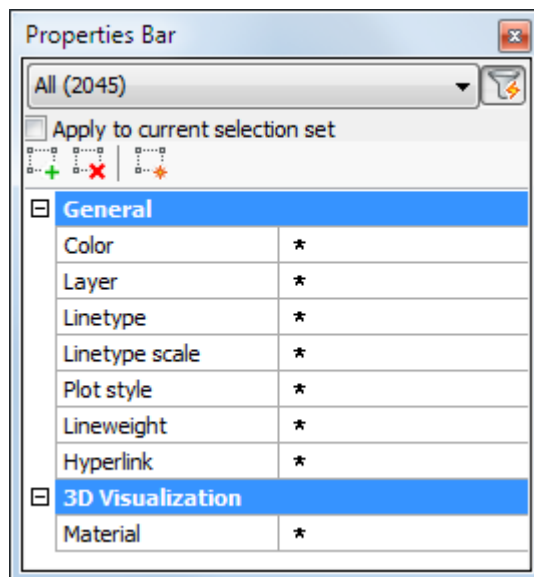 Properties Bar
All (2045)
Apply to current selection set
General
Color *
Layer *
Linetype *
Linetype scale *
Plot style *
Lineweight *
Hyperlink *
3D Visualization
Material *